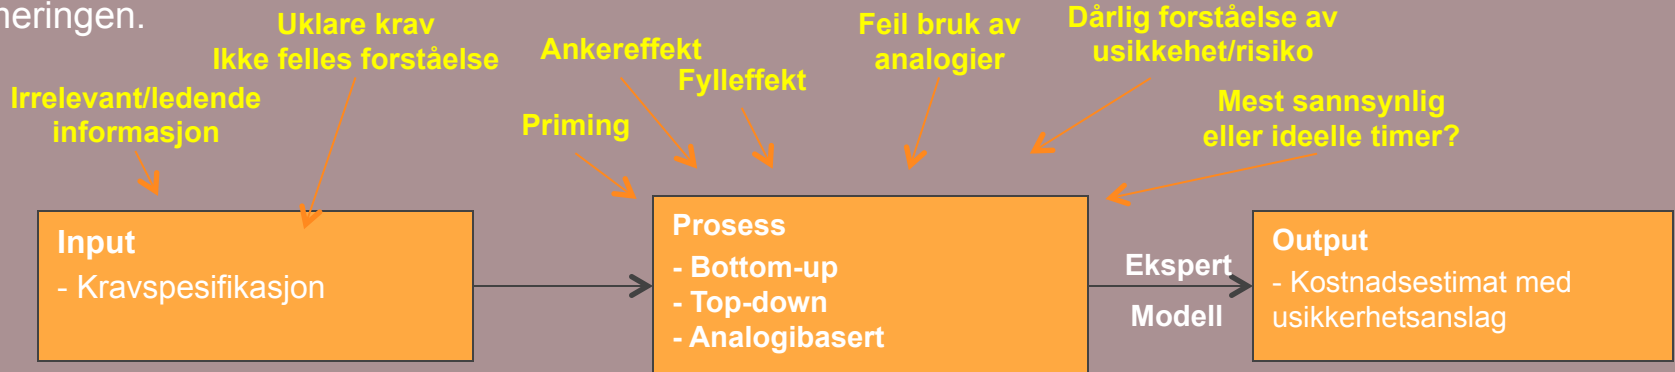 neringen.
Uklare krav
Ikke felles forståelse
Irrelevant/ledende
informasjon
Ankereffekt
Fylleffekt
Priming
Feil bruk av
analogier
Dårlig forståelse av
usikkehet/risiko
Mest sannsynlig
eller ideelle timer?
Input
- Kravspesifikasjon
Prosess
- Bottom-up
- Top-down
- Analogibasert
Ekspert
Modell
Output
- Kostnadsestimat med
usikkerhetsanslag